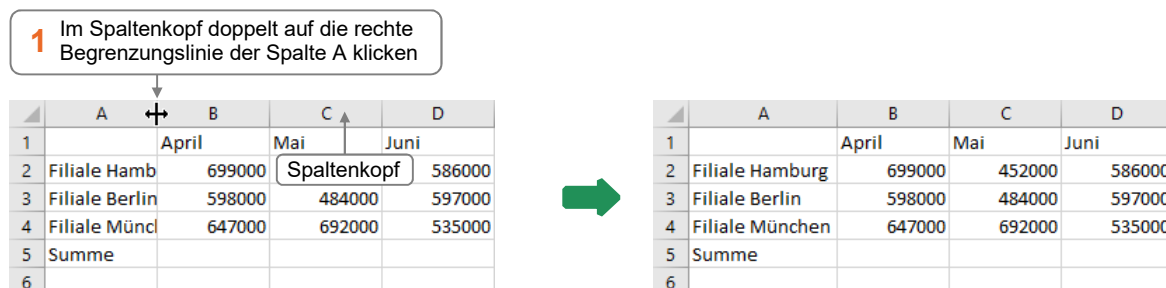 1 Im Spaltenkopf doppelt auf die rechte
Begrenzungslinie der Spalte A klicken
A B C D
1 April Mai Juni
2 Filiale Hamb 699000 Spaltenkopf 586000
3 Filiale Berlin 598000 484000 597000
4 Filiale Münc 647000 692000 535000
5 Summe
6
A B C D
1 April Mai Juni
2 Filiale Hamburg 699000 452000 586000
3 Filiale Berlin 598000 484000 597000
4 Filiale München 647000 692000 535000
5 Summe
6